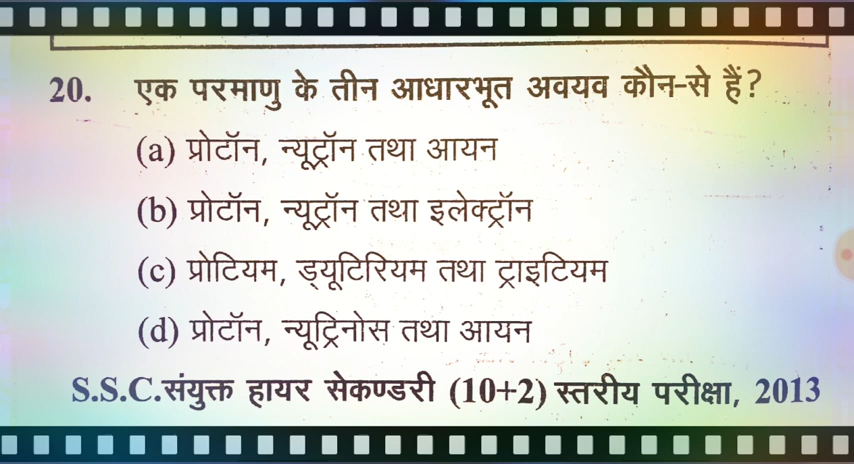 20. एक परमाणु के तीन आधारभूत अवयव कौन-से हैं?
(a) प्रोटॉन, न्यूट्रॉन तथा आयन
(b) प्रोटॉन, न्यूट्रॉन तथा इलेक्ट्रॉन
(c) प्रोटियम, ड्यूटिरियम तथा ट्राइटियम
(d) प्रोटॉन, न्यूट्रिनोस तथा आयन
S.S.C.संयुक्त हायर सेकण्डरी (10+2) स्तरीय परीक्षा, 2013